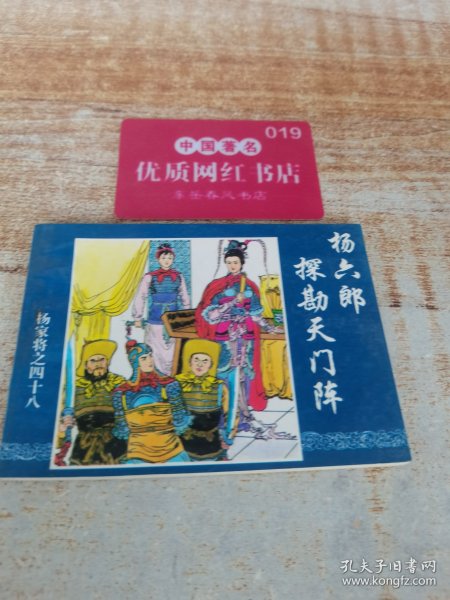 019
中国著名
优质网红书店
东岳春风书店
杨六郎
探勘天门阵
杨家将之四十八
孔夫子旧书网
www.kongfz.com